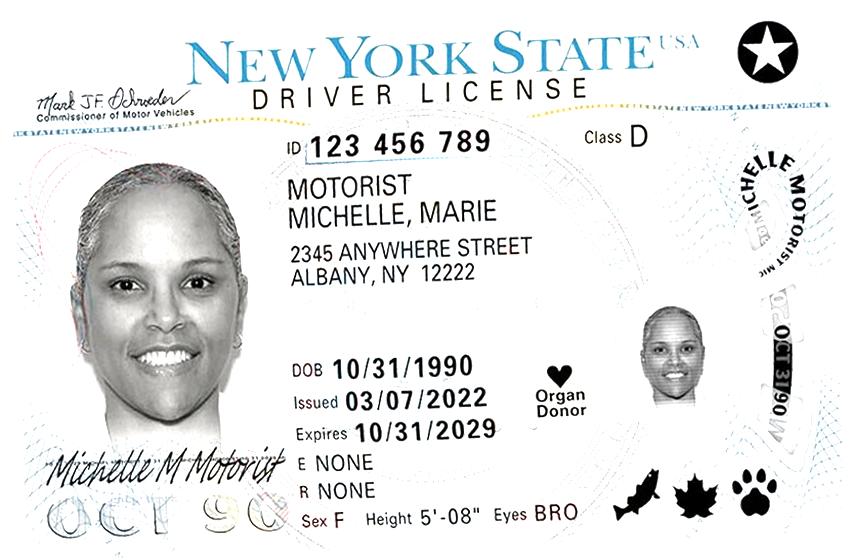 NEW YORK STATE USA
DRIVER LICENSE
Mark J.F. Schroeder
Commissioner of Motor Vehicles
ID 123 456 789
Class D
MOTORIST
MICHELLE, MARIE
2345 ANYWHERE STREET
ALBANY, NY 12222
MICHELLE MOTORIST MIC
DOB 10/31/1990
Issued 03/07/2022
Expires 10/31/2029
Organ
Donor
OCT 31/90
E NONE
R NONE
Michelle M Motorist
OCT 90
Sex F Height 5'-08" Eyes BRO